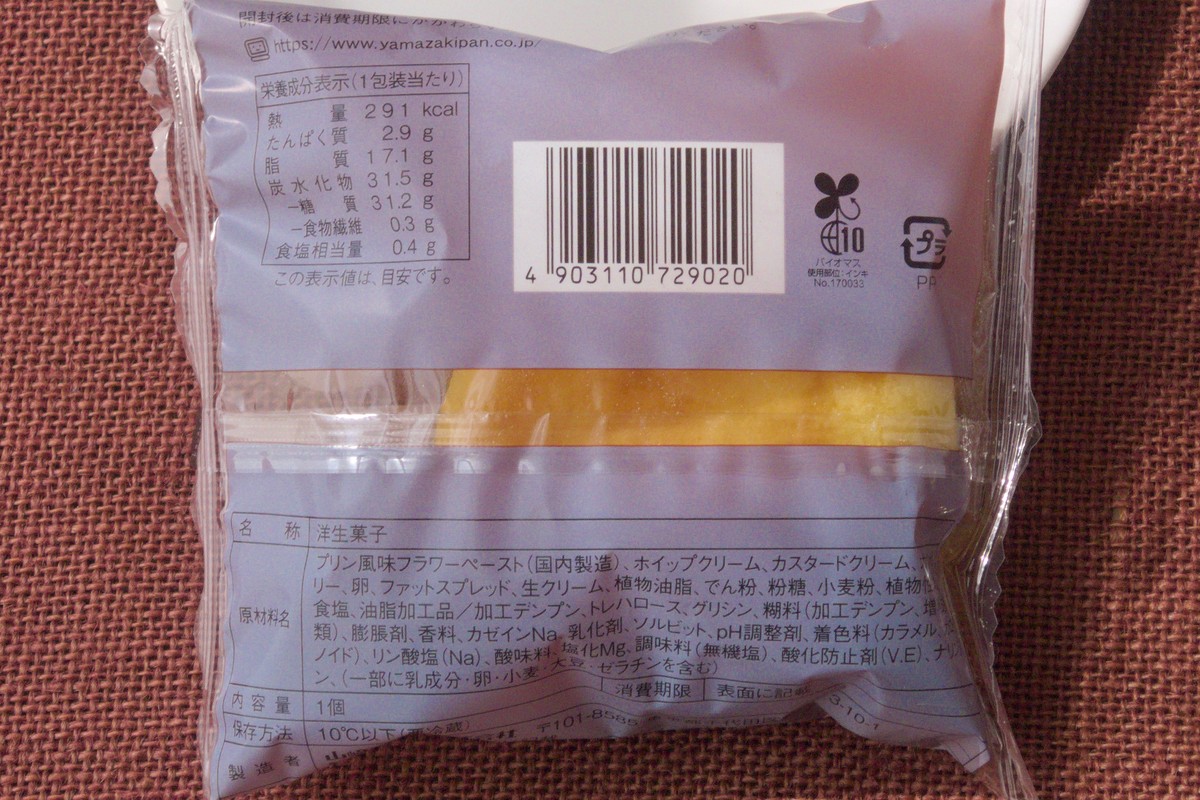 開封後は消費期限にかかわ
https://www.yamazakipan.co.jp/
栄養成分表示(1包装当たり)
熱量 291 kcal
たんぱく質 2.9 g
脂質 17.1 g
炭水化物 31.5 g
－糖質 31.2 g
－食物繊維 0.3 g
食塩相当量 0.4 g
この表示値は、目安です。
4 903110 729020
10
バイオマス
使用部位:インキ
No.170033
プラ
PP
名称 洋生菓子
原材料名
プリン風味フラワーペースト(国内製造)、ホイップクリーム、カスタードクリーム、
リー、卵、ファットスプレッド、生クリーム、植物油脂、でん粉、粉糖、小麦粉、植物性
食塩、油脂加工品／加工デンプン、トレハロース、グリシン、糊料(加工デンプン、増
類)、膨脹剤、香料、カゼインNa、乳化剤、ソルビット、pH調整剤、着色料(カラメル、
ノイド)、リン酸塩(Na)、酸味料、塩化Mg、調味料(無機塩)、酸化防止剤(V.E)、ナリ
ン、(一部に乳成分・卵・小麦・大豆・ゼラチンを含む)
内容量 1個 消費期限 表面に記載
保存方法 10℃以下(要冷蔵)
製造者 〒101-8585 3-10-1